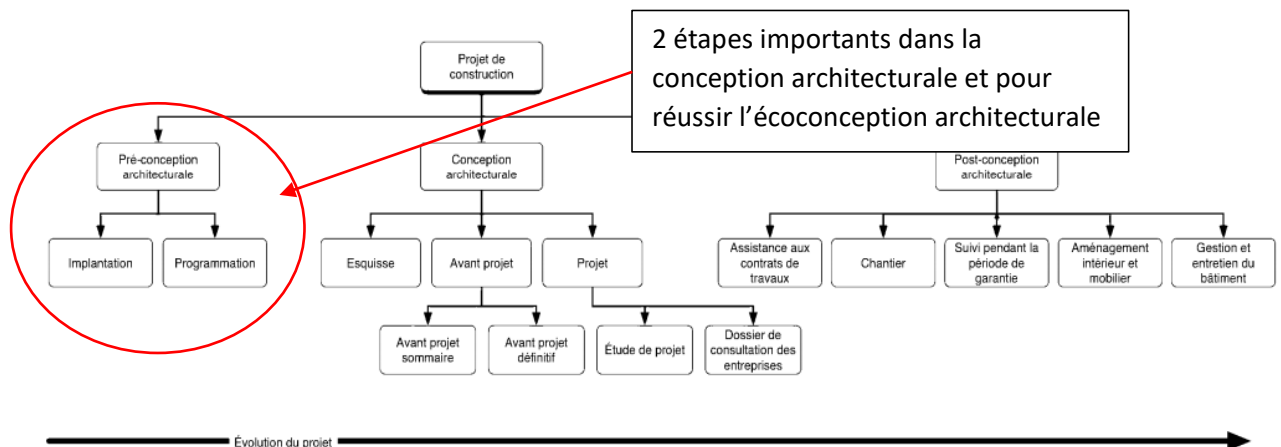 Projet de
construction
2 étapes importants dans la
conception architecturale et pour
réussir l’écoconception architecturale
Pré-conception
architecturale
Conception
architecturale
Post-conception
architecturale
Implantation
Programmation
Esquisse
Avant projet
Projet
Assistance aux
contrats de
travaux
Chantier
Suivi pendant la
période de
garantie
Aménagement
intérieur et
mobilier
Gestion et
entretien du
bâtiment
Avant projet
sommaire
Avant projet
définitif
Étude de projet
Dossier de
consultation des
entreprises
Évolution du projet